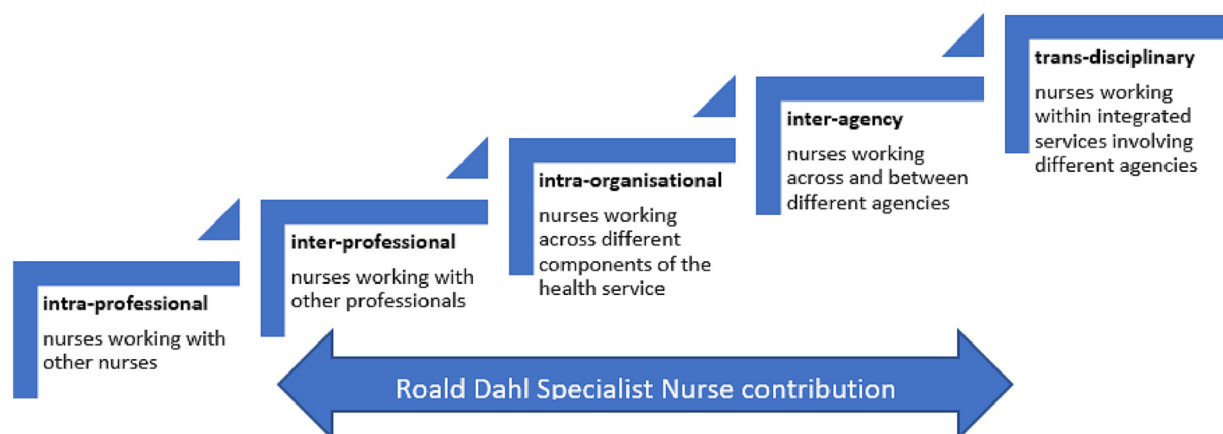 intra-professional
nurses working with
other nurses
inter-professional
nurses working with
other professionals
intra-organisational
nurses working
across different
components of the
health service
inter-agency
nurses working
across and between
different agencies
trans-disciplinary
nurses working
within integrated
services involving
different agencies
Roald Dahl Specialist Nurse contribution